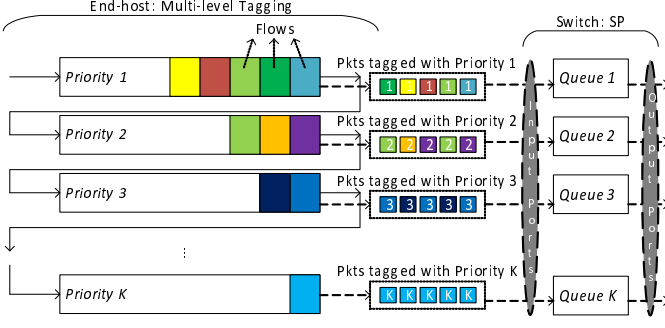 End-host: Multi-level Tagging
Switch: SP
Flows
Pkts tagged with Priority 1
Priority 1
1 1 1 1 1
Queue 1
Pkts tagged with Priority 2
Priority 2
2 2 2 2 2
Queue 2
Pkts tagged with Priority 3
Priority 3
3 3 3 3 3
Queue 3
...
Pkts tagged with Priority K
Priority K
K K K K K
Queue K
Input Ports
Output Ports